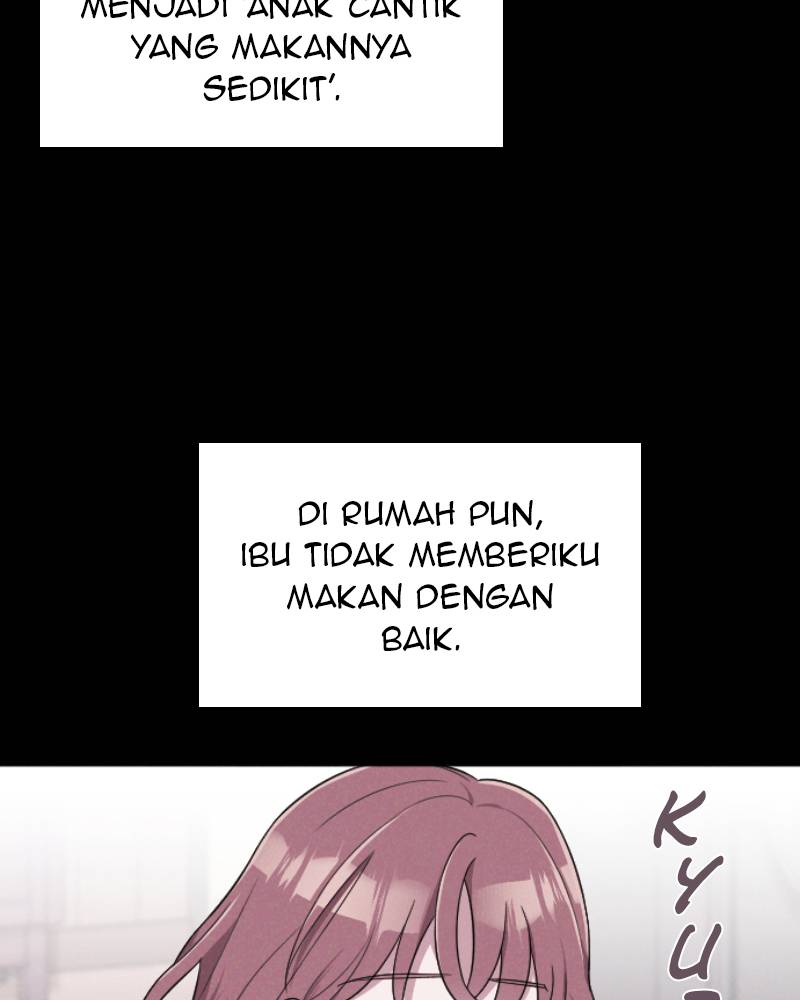 MENJADI ANAK CANTIK
YANG MAKANNYA
SEDIKIT'.
DI RUMAH PUN,
IBU TIDAK MEMBERIKU
MAKAN DENGAN
BAIK.
KYU